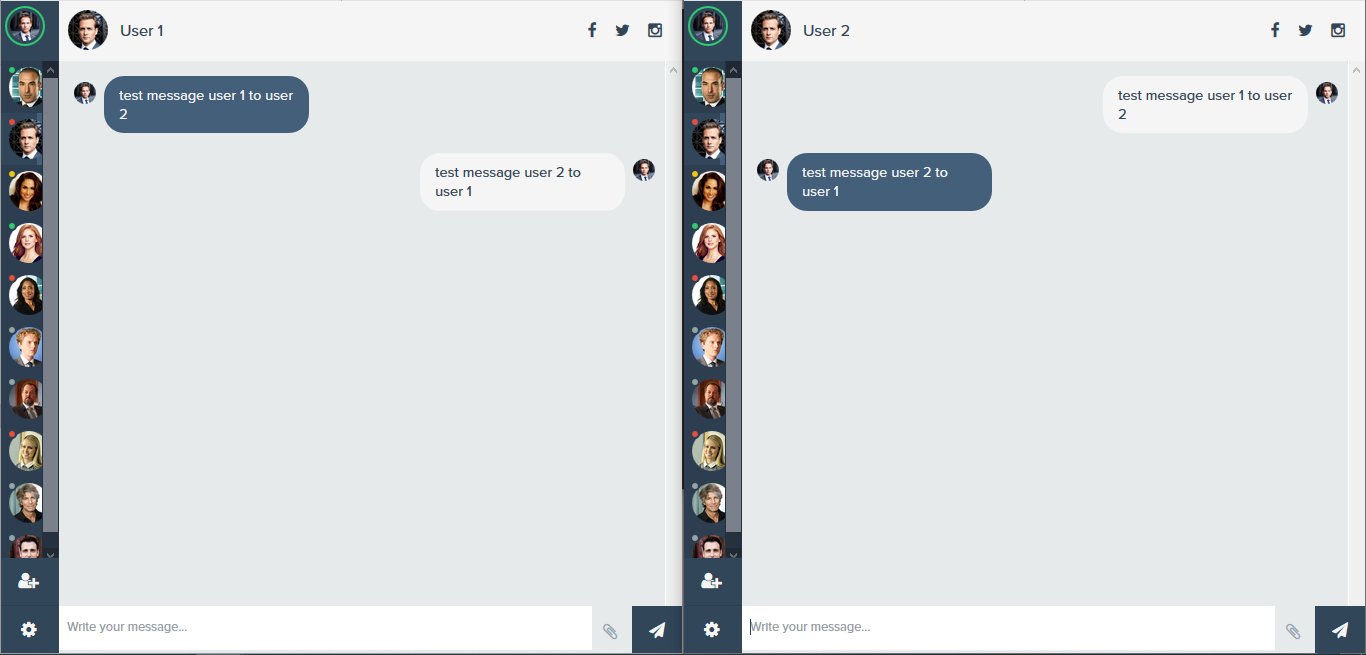 User 1
test message user 1 to user
2
test message user 2 to
user 1
Write your message...
User 2
test message user 1 to user
2
test message user 2 to
user 1
Write your message...